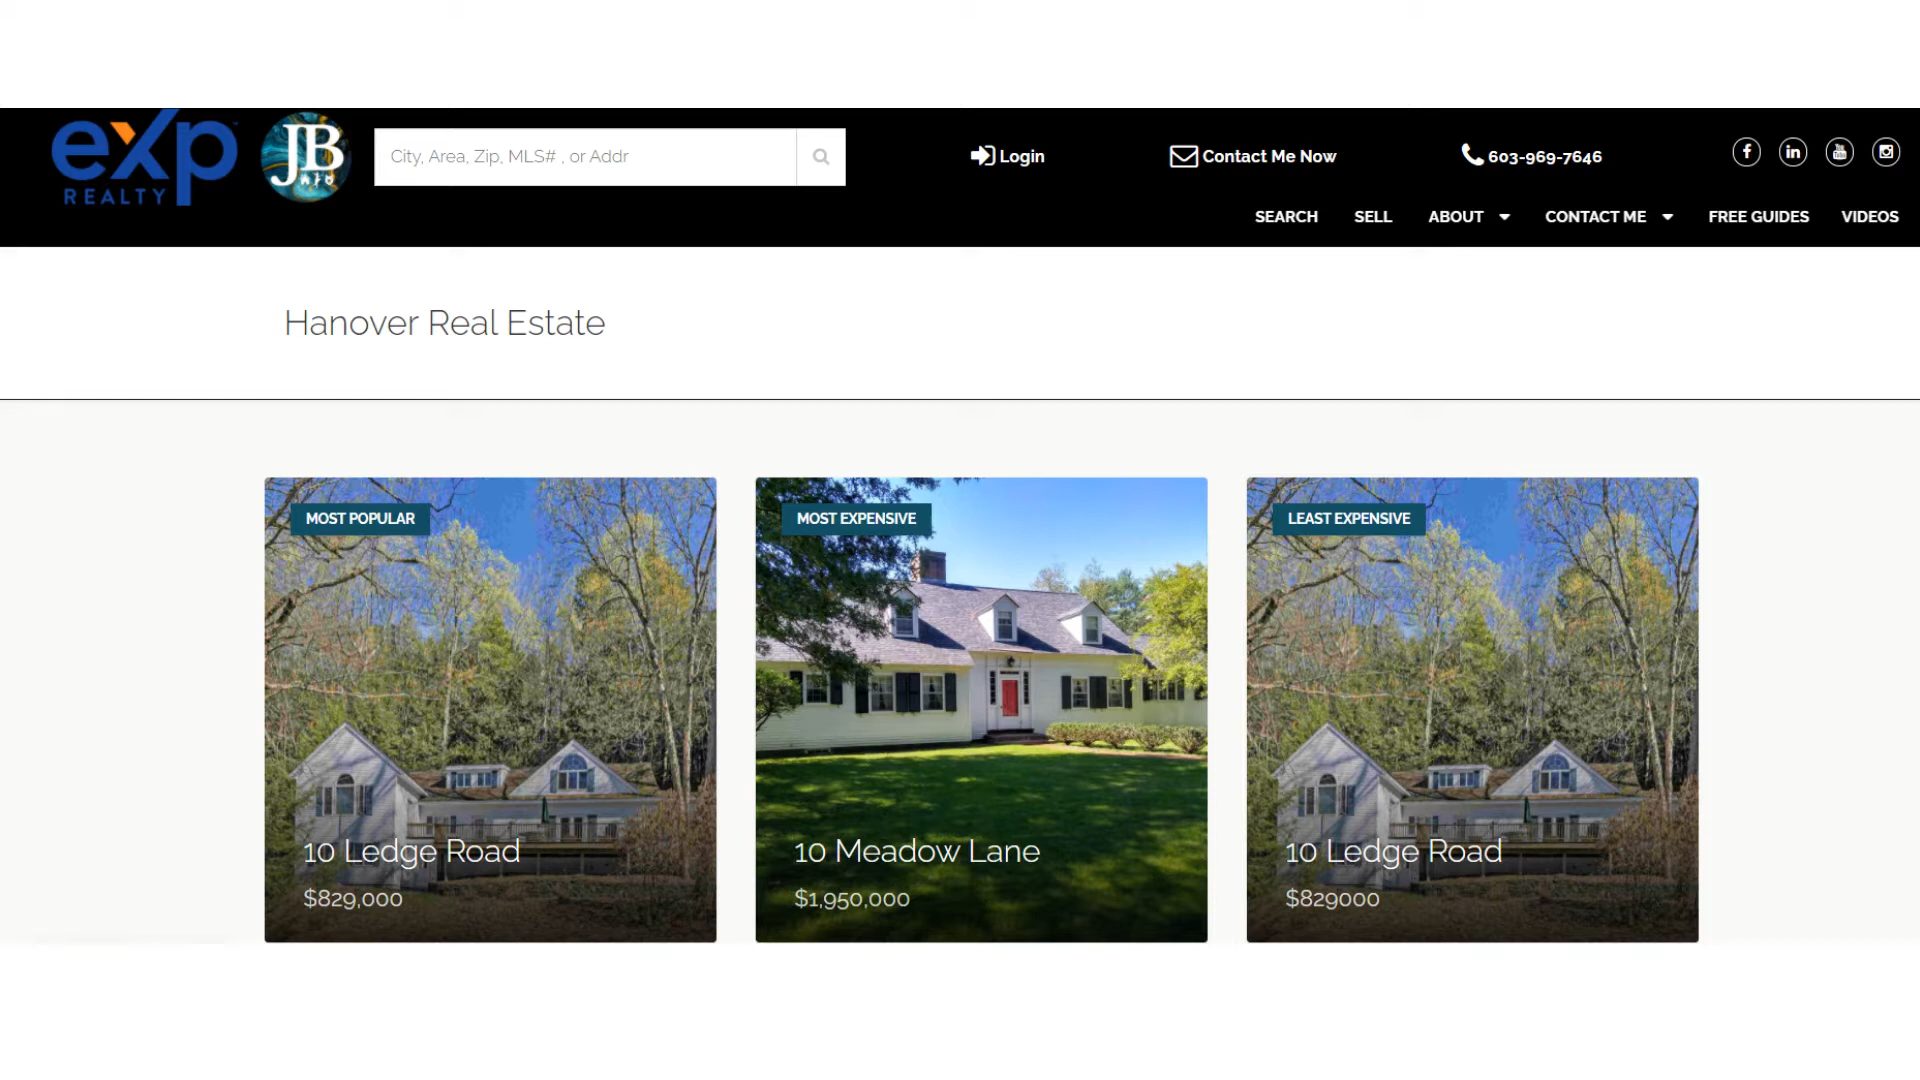 exp
REALTY
JB
City, Area, Zip, MLS# , or Addr
Login
Contact Me Now
603-969-7646
SEARCH
SELL
ABOUT
CONTACT ME
FREE GUIDES
VIDEOS
Hanover Real Estate
MOST POPULAR
10 Ledge Road
$829,000
MOST EXPENSIVE
10 Meadow Lane
$1,950,000
LEAST EXPENSIVE
10 Ledge Road
$829000